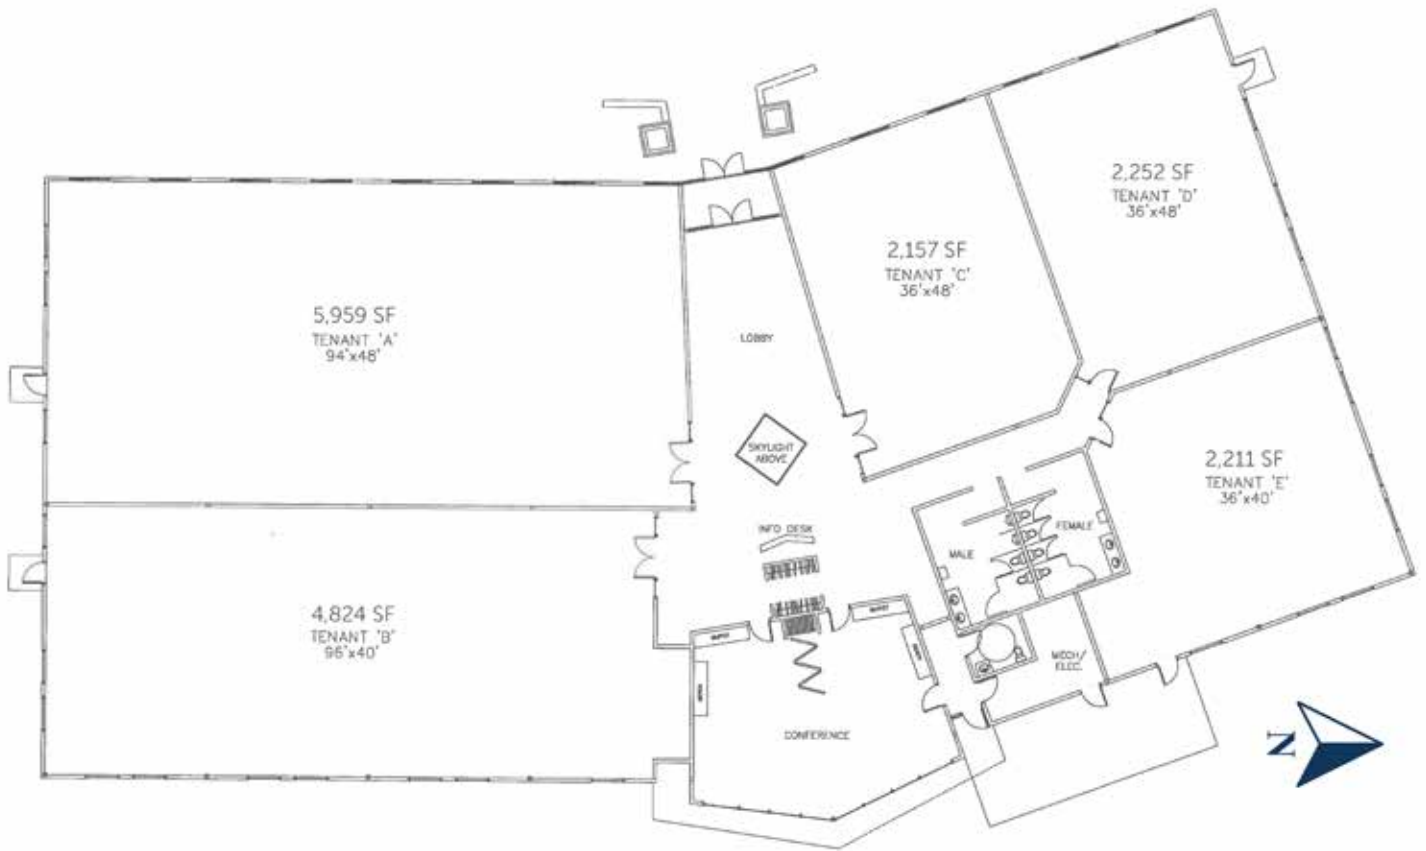 2,252 SF
TENANT 'D'
36'x48'
2,157 SF
TENANT 'C'
36'x48'
5,959 SF
TENANT 'A'
94'x48'
LOBBY
SKYLIGHT
ABOVE
2,211 SF
TENANT 'E'
36'x40'
INFO DESK
FEMALE
MALE
4,824 SF
TENANT 'B'
96'x40'
MECH/
ELEC.
CONFERENCE
N